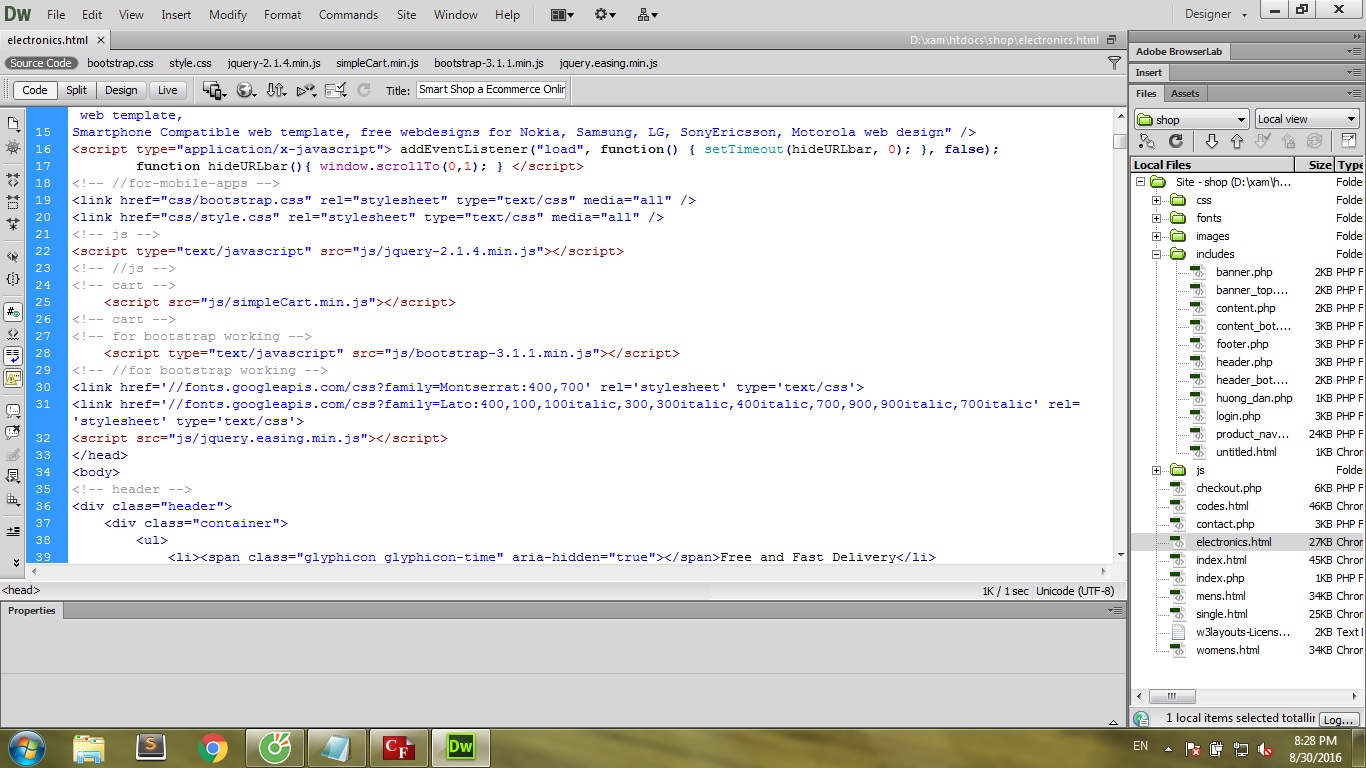 Dw File Edit View Insert Modify Format Commands Site Window Help Designer
electronics.html D:\xam\htdocs\shop\electronics.html
Source Code bootstrap.css style.css jquery-2.1.4.min.js simpleCart.min.js bootstrap-3.1.1.min.js jquery.easing.min.js
Code Split Design Live Title: Smart Shop a Ecommerce Onlir
web template,
15 Smartphone Compatible web template, free webdesigns for Nokia, Samsung, LG, SonyEricsson, Motorola web design" />
16 <script type="application/x-javascript"> addEventListener("load", function() { setTimeout(hideURLbar, 0); }, false);
17 function hideURLbar(){ window.scrollTo(0,1); } </script>
18 <!-- //for-mobile-apps -->
19 <link href="css/bootstrap.css" rel="stylesheet" type="text/css" media="all" />
20 <link href="css/style.css" rel="stylesheet" type="text/css" media="all" />
21 <!-- js -->
22 <script type="text/javascript" src="js/jquery-2.1.4.min.js"></script>
23 <!-- //js -->
24 <!-- cart -->
25 <script src="js/simpleCart.min.js"></script>
26 <!-- cart -->
27 <!-- for bootstrap working -->
28 <script type="text/javascript" src="js/bootstrap-3.1.1.min.js"></script>
29 <!-- //for bootstrap working -->
30 <link href='//fonts.googleapis.com/css?family=Montserrat:400,700' rel='stylesheet' type='text/css'>
31 <link href='//fonts.googleapis.com/css?family=Lato:400,100,100italic,300,300italic,400italic,700,900,900italic,700italic' rel=
'stylesheet' type='text/css'>
32 <script src="js/jquery.easing.min.js"></script>
33 </head>
34 <body>
35 <!-- header -->
36 <div class="header">
37 <div class="container">
38 <ul>
39 <li><span class="glyphicon glyphicon-time" aria-hidden="true"></span>Free and Fast Delivery</li>
<head> 1K / 1 sec Unicode (UTF-8)
Properties
Adobe BrowserLab
Insert
Files Assets
shop Local view
Local Files Size Type
Site - shop (D:\xam\h... Folde
css Folde
fonts Folde
images Folde
includes Folde
banner.php 2KB PHP F
banner_top.... 2KB PHP F
content.php 2KB PHP F
content_bot.... 3KB PHP F
footer.php 3KB PHP F
header.php 3KB PHP F
header_bot.... 2KB PHP F
huong_dan.php 1KB PHP F
login.php 3KB PHP F
product_nav... 24KB PHP F
untitled.html 1KB Chron
js Folde
checkout.php 6KB PHP F
codes.html 46KB Chron
contact.php 3KB PHP F
electronics.html 27KB Chron
index.html 45KB Chron
index.php 1KB PHP F
mens.html 34KB Chron
single.html 25KB Chron
w3layouts-Licens... 2KB Text I
womens.html 34KB Chron
1 local items selected totallir Log...
S CF Dw EN 8:28 PM
8/30/2016